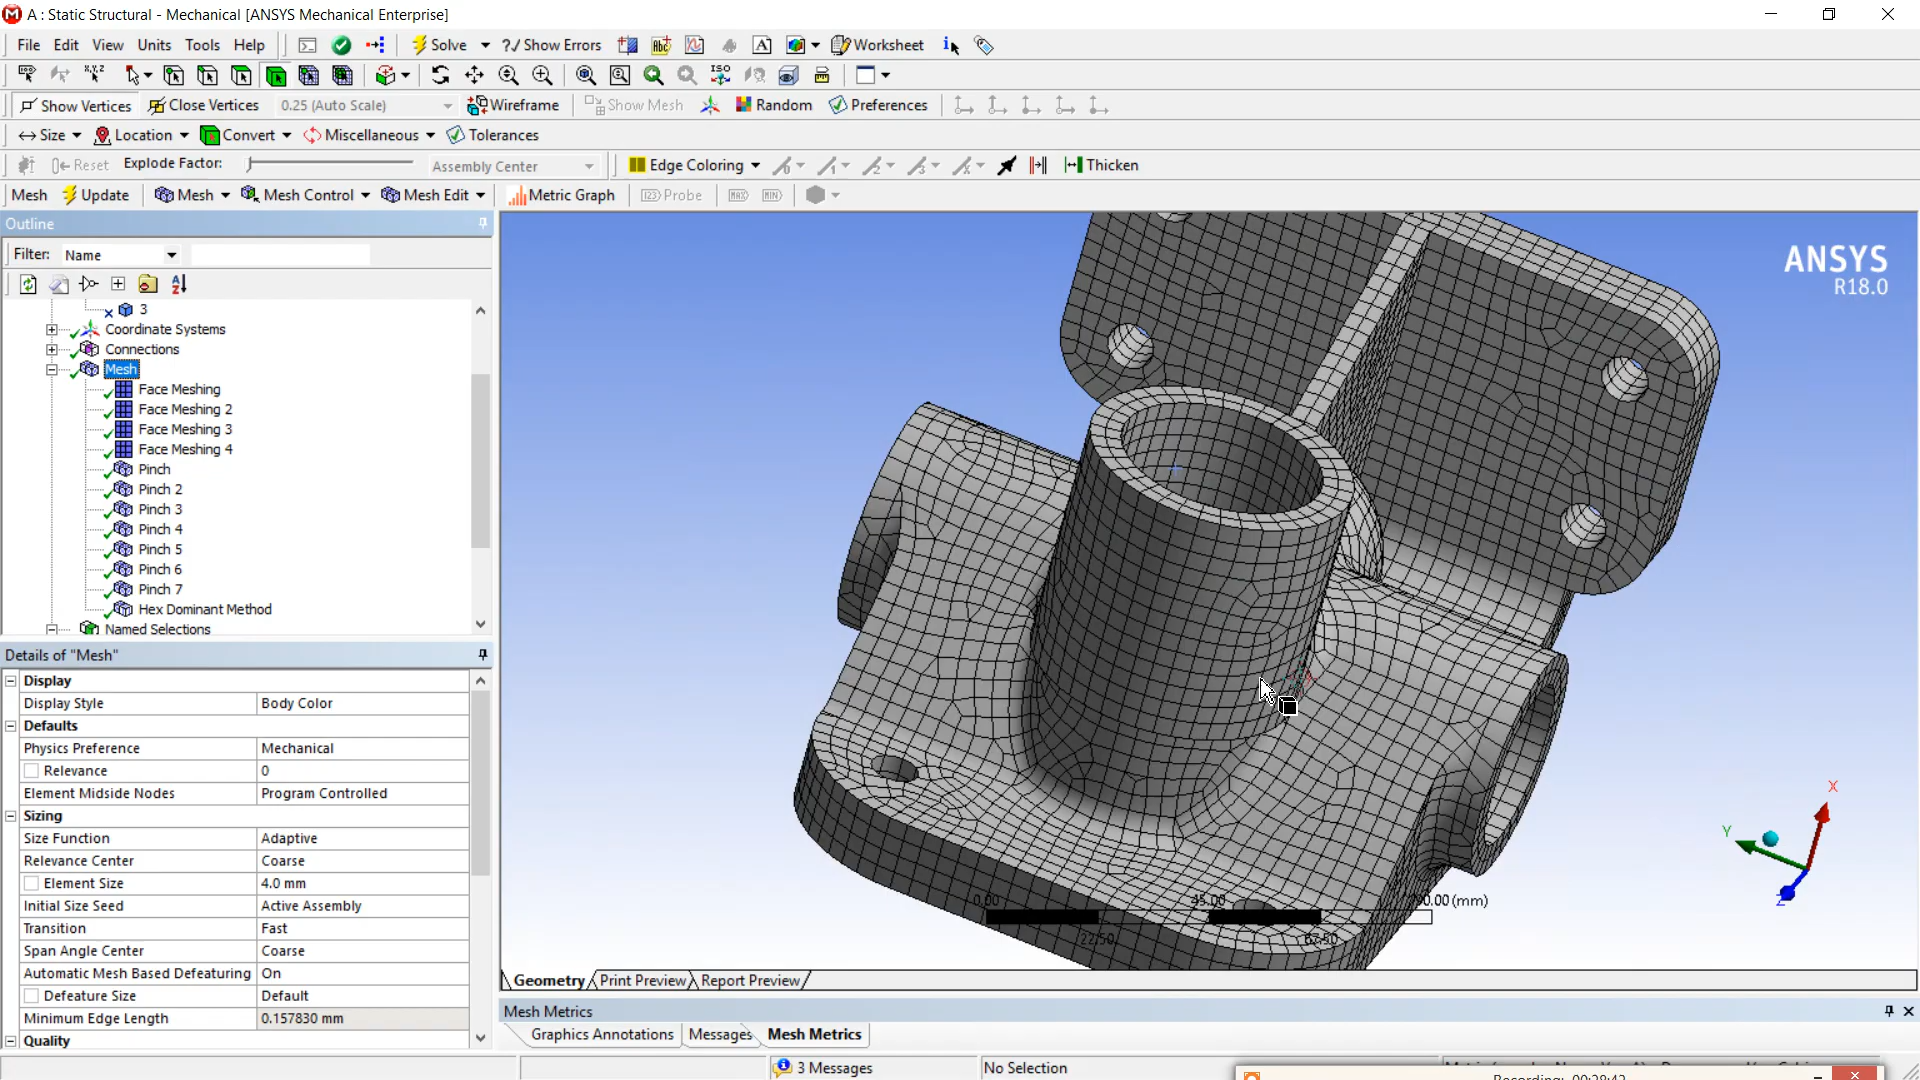 A : Static Structural - Mechanical [ANSYS Mechanical Enterprise]
File Edit View Units Tools Help Solve ?/ Show Errors Worksheet
Show Vertices Close Vertices 0.25 (Auto Scale) Wireframe Show Mesh Random Preferences
Size Location Convert Miscellaneous Tolerances
Reset Explode Factor: Assembly Center Edge Coloring Thicken
Mesh Update Mesh Mesh Control Mesh Edit Metric Graph Probe MAX MIN
Outline
Filter: Name
3
Coordinate Systems
Connections
Mesh
Face Meshing
Face Meshing 2
Face Meshing 3
Face Meshing 4
Pinch
Pinch 2
Pinch 3
Pinch 4
Pinch 5
Pinch 6
Pinch 7
Hex Dominant Method
Named Selections
Details of "Mesh"
Display
Display Style Body Color
Defaults
Physics Preference Mechanical
Relevance 0
Element Midside Nodes Program Controlled
Sizing
Size Function Adaptive
Relevance Center Coarse
Element Size 4.0 mm
Initial Size Seed Active Assembly
Transition Fast
Span Angle Center Coarse
Automatic Mesh Based Defeaturing On
Defeature Size Default
Minimum Edge Length 0.157830 mm
Quality
ANSYS
R18.0
X
Y
Z
0.00 45.00 90.00 (mm)
22.50 67.50
Geometry Print Preview Report Preview
Mesh Metrics
Graphics Annotations Messages Mesh Metrics
3 Messages No Selection